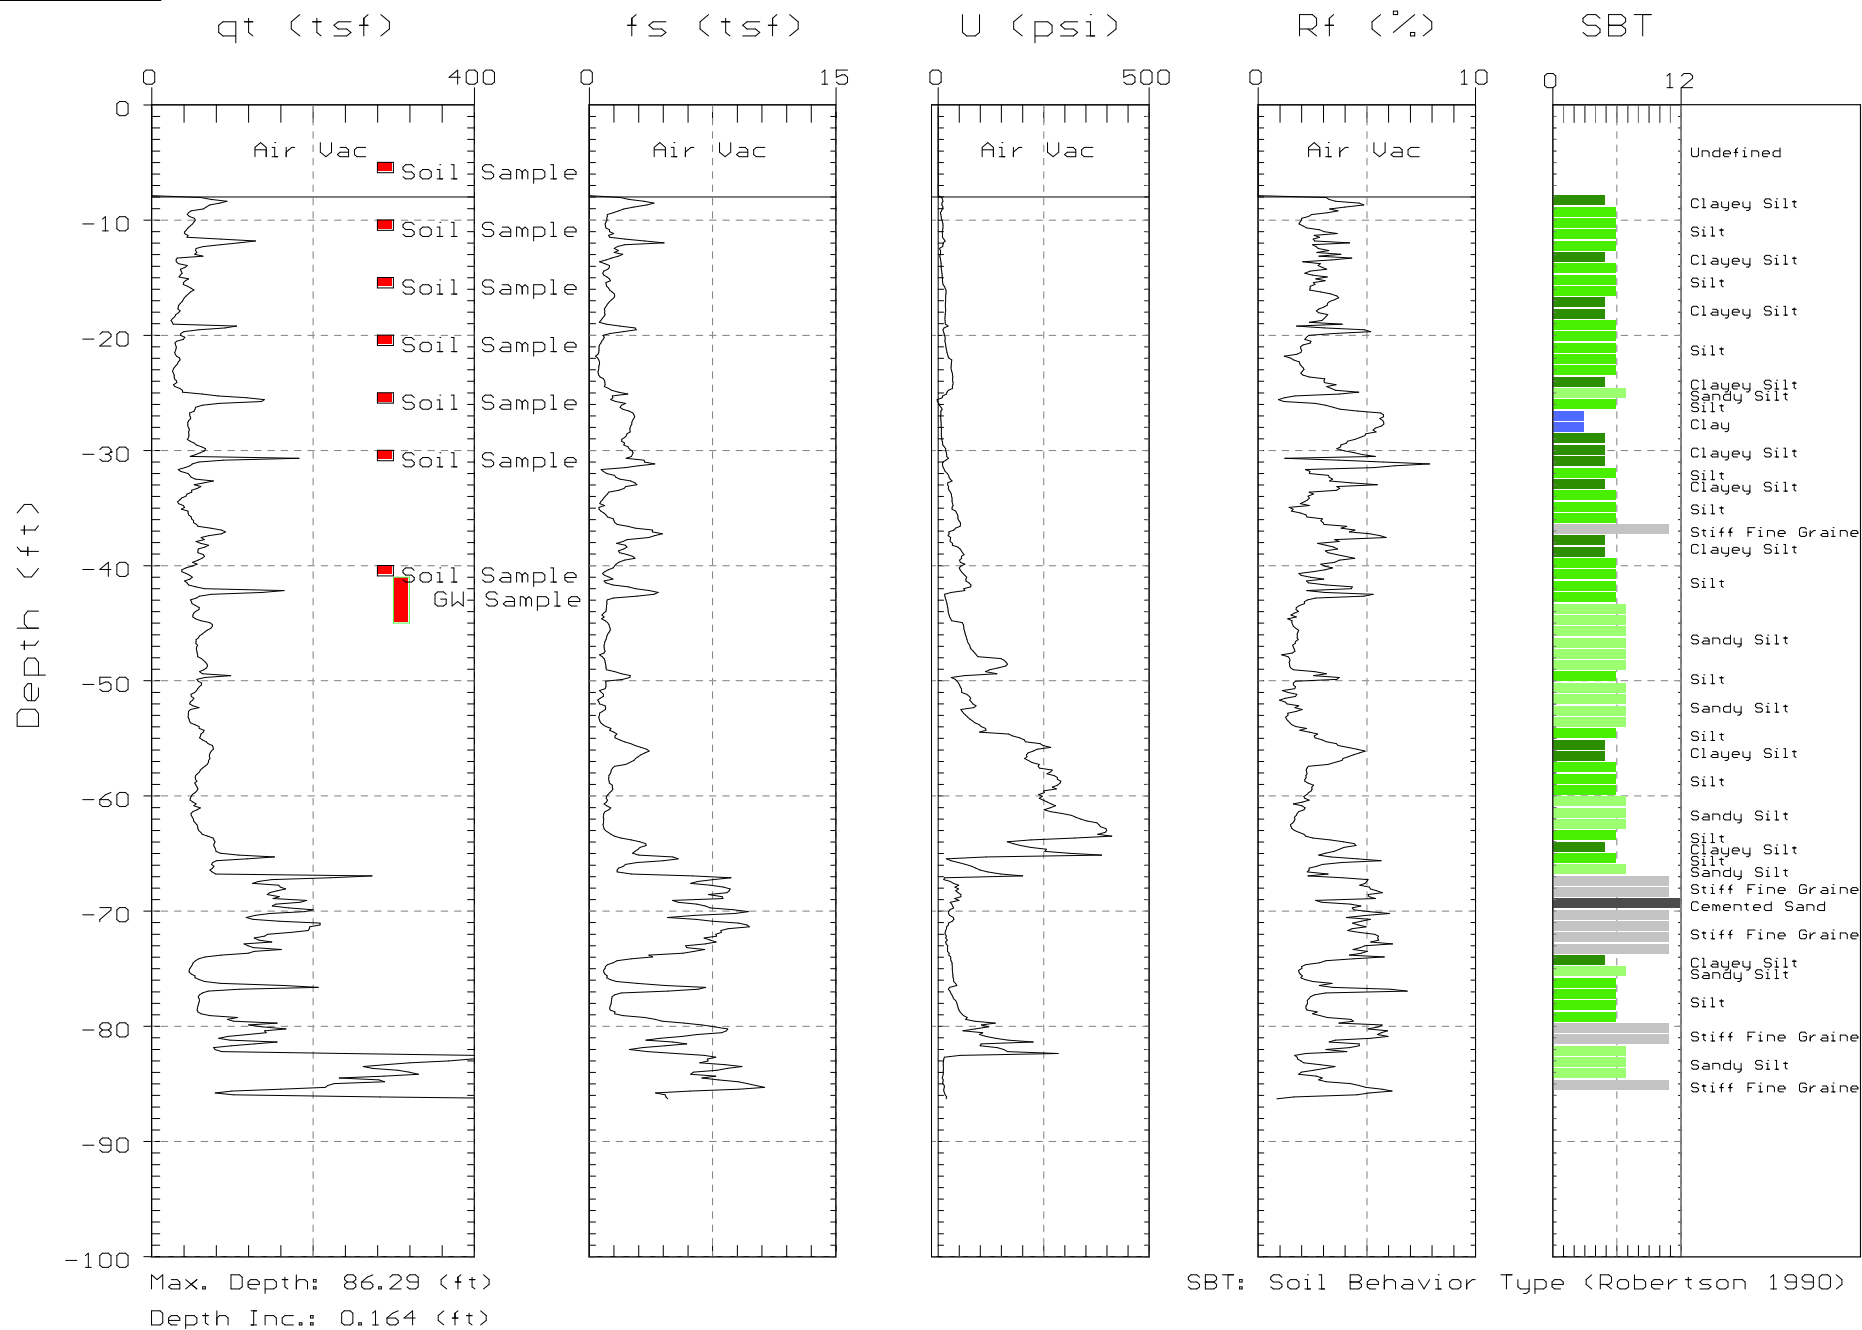 qt (tsf) fs (tsf) U (psi) Rf (%) SBT
0 400 0 15 0 500 0 10 0 12
0
Air Vac Air Vac Air Vac Air Vac
Undefined
Soil Sample
Clayey Silt
-10
Soil Sample
Silt
Clayey Silt
Soil Sample
Silt
Clayey Silt
-20
Soil Sample
Silt
Clayey Silt
Sandy Silt
Soil Sample
Silt
Clay
-30
Soil Sample
Clayey Silt
Silt
Clayey Silt
Silt
Stiff Fine Graine
Clayey Silt
-40
Soil Sample
Silt
GW Sample
Sandy Silt
-50
Silt
Sandy Silt
Silt
Clayey Silt
Silt
-60
Sandy Silt
Silt
Clayey Silt
Silt
Sandy Silt
Stiff Fine Graine
Cemented Sand
-70
Stiff Fine Graine
Clayey Silt
Sandy Silt
Silt
-80
Stiff Fine Graine
Sandy Silt
Stiff Fine Graine
-90
-100
Depth (ft)
Max. Depth: 86.29 (ft)
SBT: Soil Behavior Type (Robertson 1990)
Depth Inc.: 0.164 (ft)